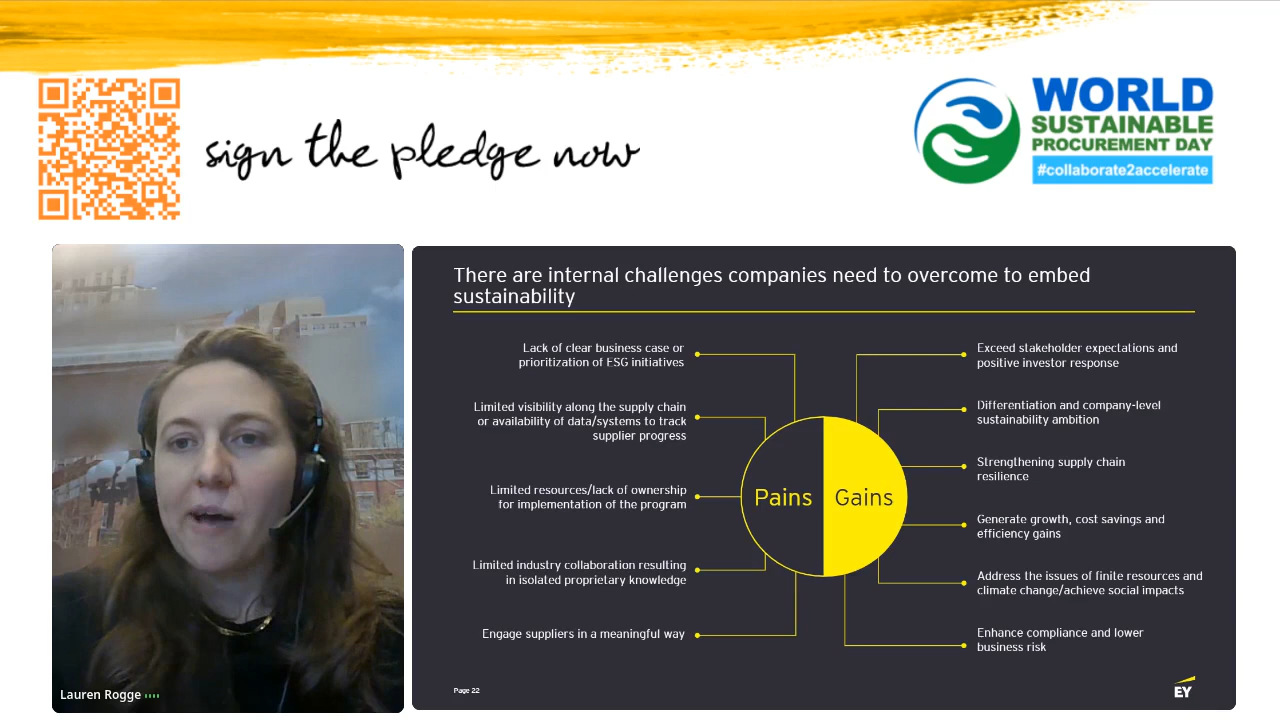 sign the pledge now
WORLD
SUSTAINABLE
PROCUREMENT DAY
#collaborate2accelerate
Lauren Rogge
There are internal challenges companies need to overcome to embed
sustainability
Lack of clear business case or
prioritization of ESG initiatives
Limited visibility along the supply chain
or availability of data/systems to track
supplier progress
Limited resources/lack of ownership
for implementation of the program
Limited industry collaboration resulting
in isolated proprietary knowledge
Engage suppliers in a meaningful way
Pains
Gains
Exceed stakeholder expectations and
positive investor response
Differentiation and company-level
sustainability ambition
Strengthening supply chain
resilience
Generate growth, cost savings and
efficiency gains
Address the issues of finite resources and
climate change/achieve social impacts
Enhance compliance and lower
business risk
Page 22
EY